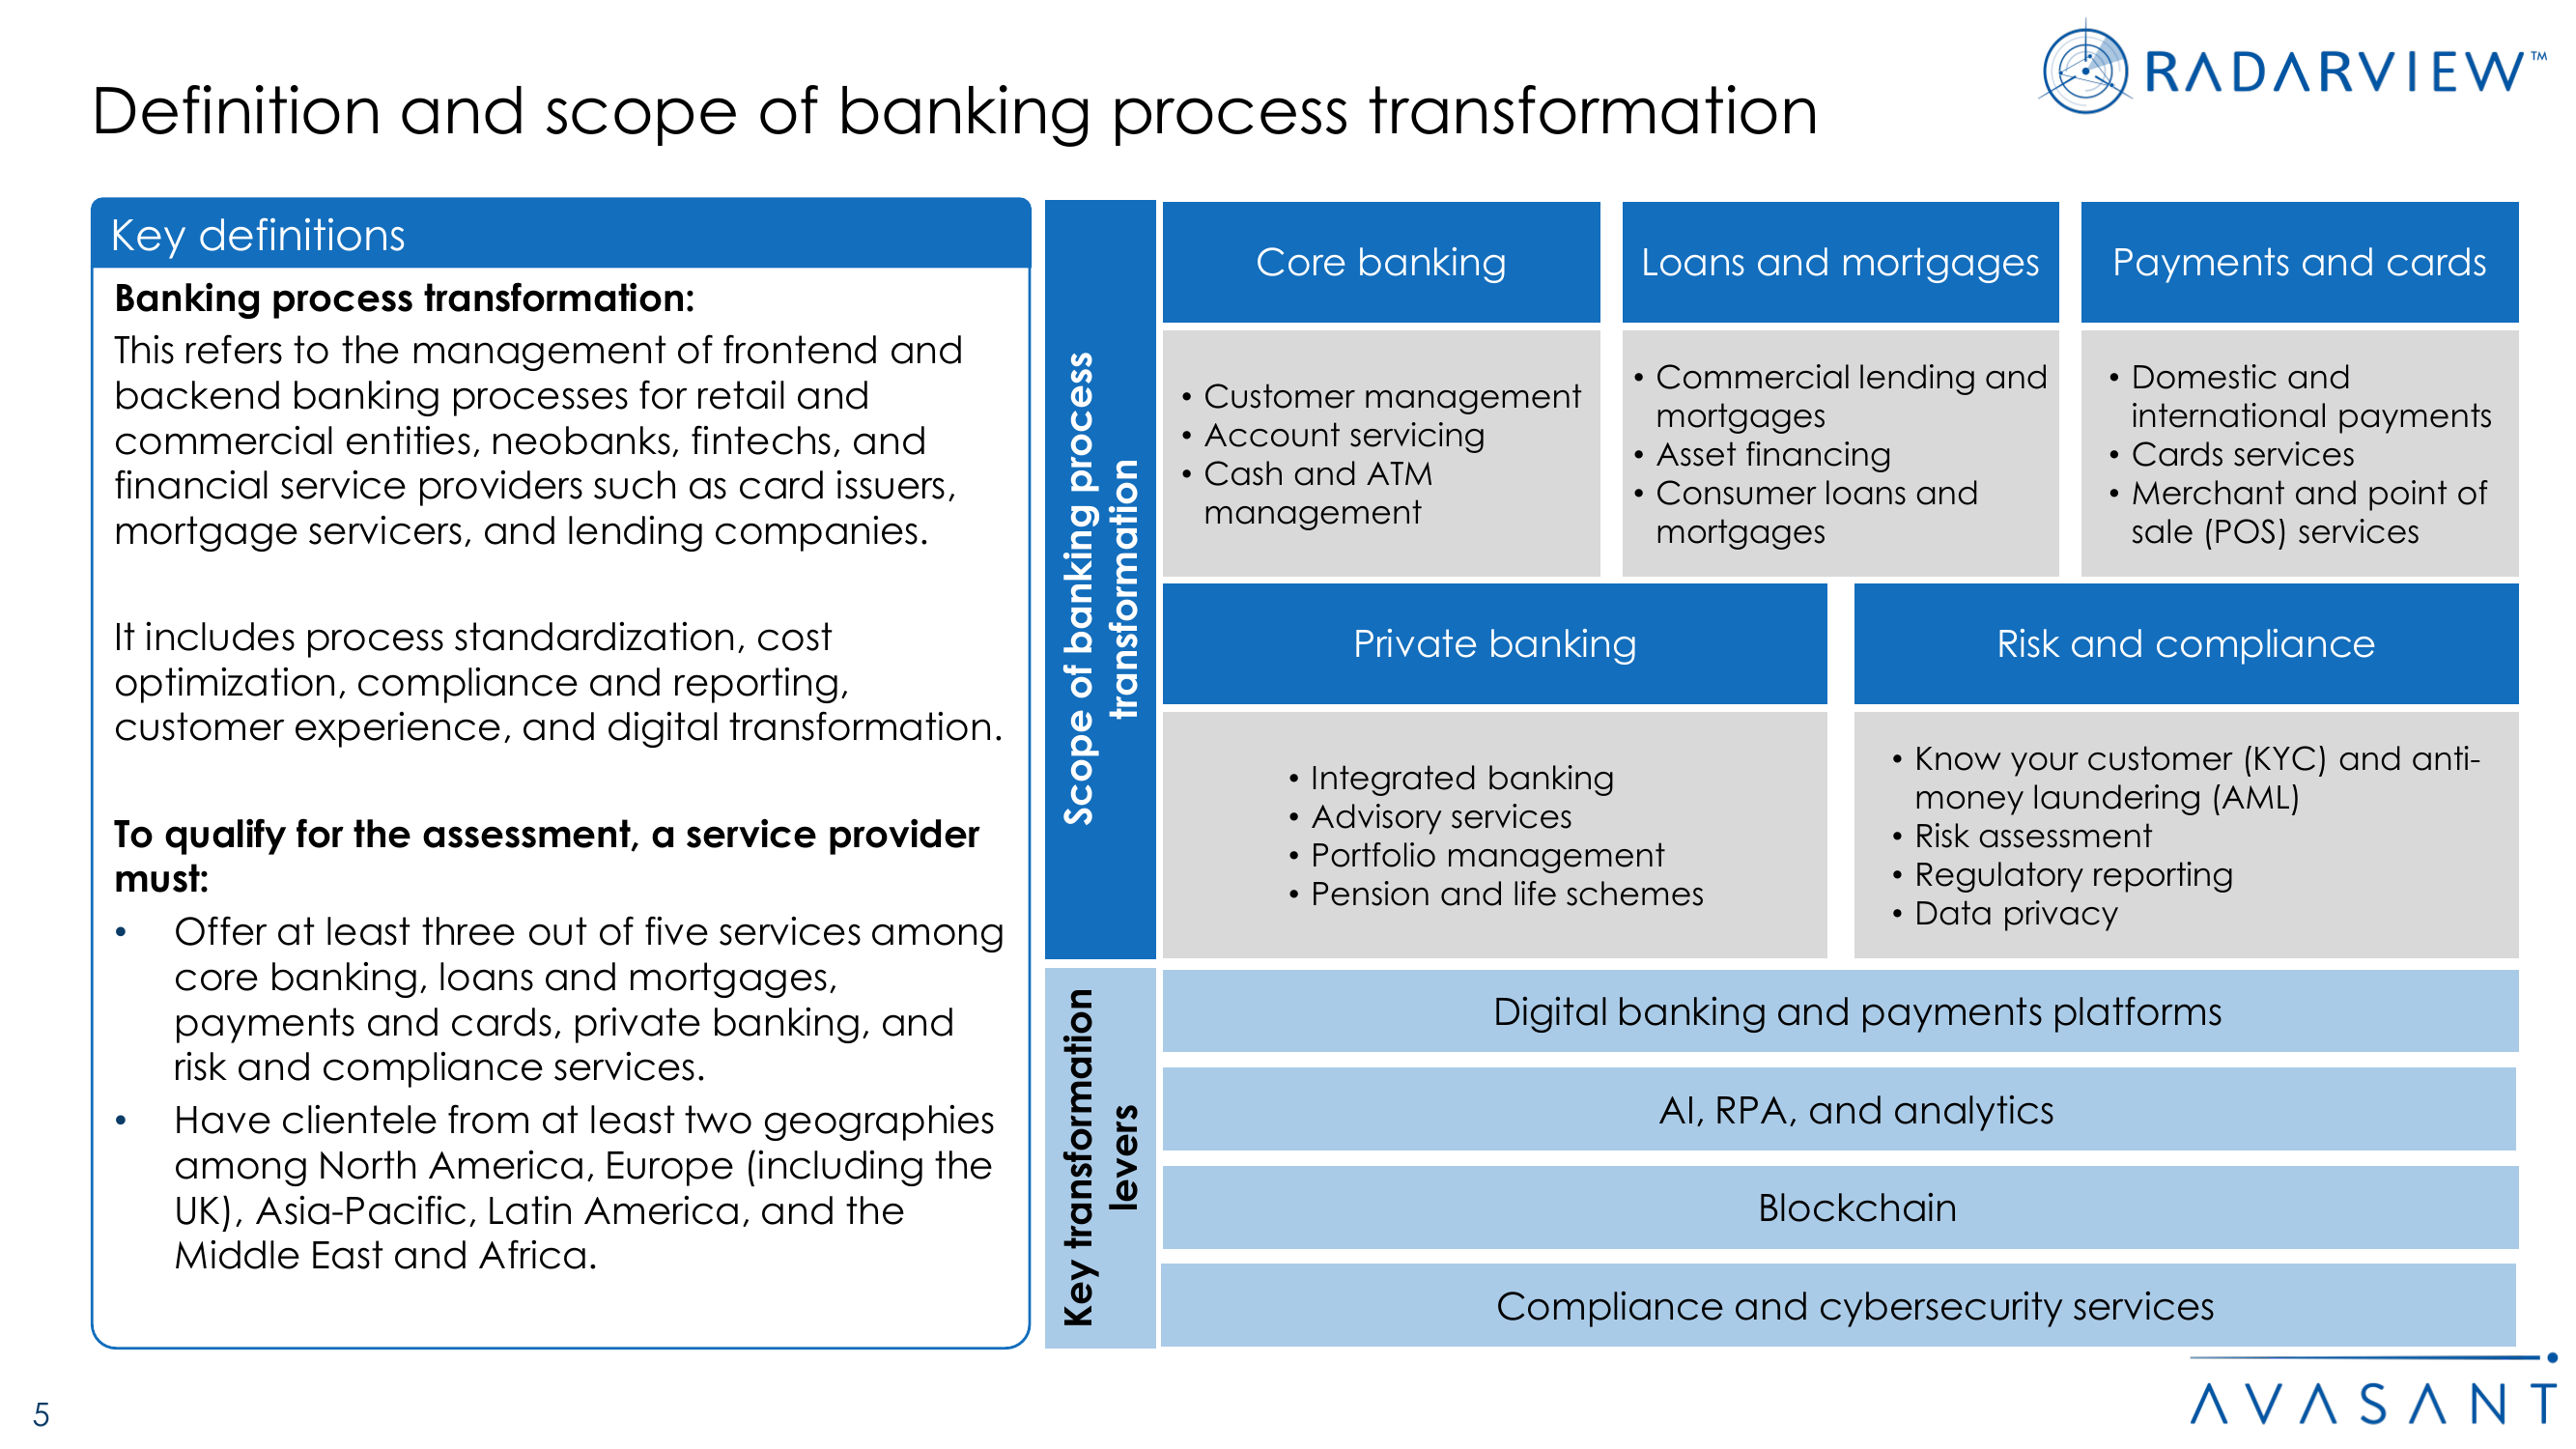 RADARVIEW™
Definition and scope of banking process transformation
Key definitions
Banking process transformation:
This refers to the management of frontend and
backend banking processes for retail and
commercial entities, neobanks, fintechs, and
financial service providers such as card issuers,
mortgage servicers, and lending companies.
It includes process standardization, cost
optimization, compliance and reporting,
customer experience, and digital transformation.
To qualify for the assessment, a service provider
must:
• Offer at least three out of five services among
core banking, loans and mortgages,
payments and cards, private banking, and
risk and compliance services.
• Have clientele from at least two geographies
among North America, Europe (including the
UK), Asia-Pacific, Latin America, and the
Middle East and Africa.
Scope of banking process
transformation
Core banking
• Customer management
• Account servicing
• Cash and ATM
management
Loans and mortgages
• Commercial lending and
mortgages
• Asset financing
• Consumer loans and
mortgages
Payments and cards
• Domestic and
international payments
• Cards services
• Merchant and point of
sale (POS) services
Private banking
• Integrated banking
• Advisory services
• Portfolio management
• Pension and life schemes
Risk and compliance
• Know your customer (KYC) and anti-
money laundering (AML)
• Risk assessment
• Regulatory reporting
• Data privacy
Key transformation
levers
Digital banking and payments platforms
AI, RPA, and analytics
Blockchain
Compliance and cybersecurity services
5
AVASANT